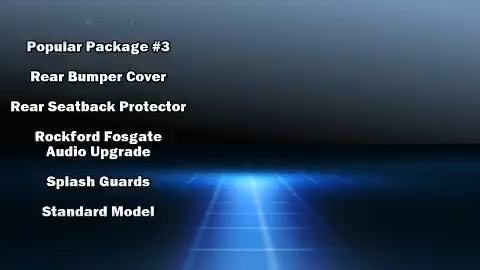 Popular Package #3
Rear Bumper Cover
Rear Seatback Protector
Rockford Fosgate
Audio Upgrade
Splash Guards
Standard Model